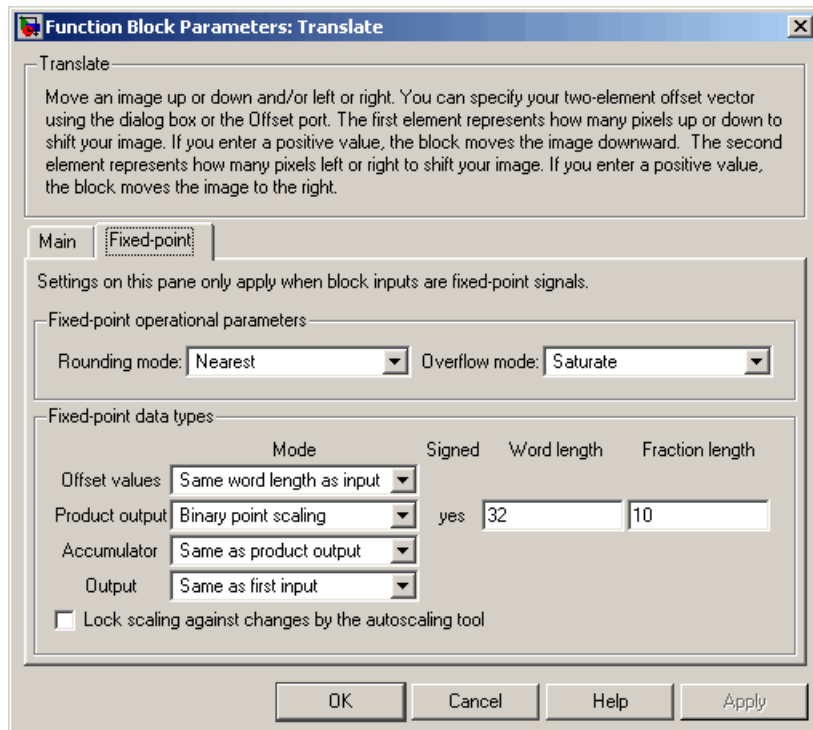 Function Block Parameters: Translate
Translate
Move an image up or down and/or left or right. You can specify your two-element offset vector
using the dialog box or the Offset port. The first element represents how many pixels up or down to
shift your image. If you enter a positive value, the block moves the image downward.  The second
element represents how many pixels left or right to shift your image. If you enter a positive value,
the block moves the image to the right.
Main Fixed-point
Settings on this pane only apply when block inputs are fixed-point signals.
Fixed-point operational parameters
Rounding mode: Nearest Overflow mode: Saturate
Fixed-point data types
Mode Signed Word length Fraction length
Offset values Same word length as input
Product output Binary point scaling yes 32 10
Accumulator Same as product output
Output Same as first input
Lock scaling against changes by the autoscaling tool
OK Cancel Help Apply